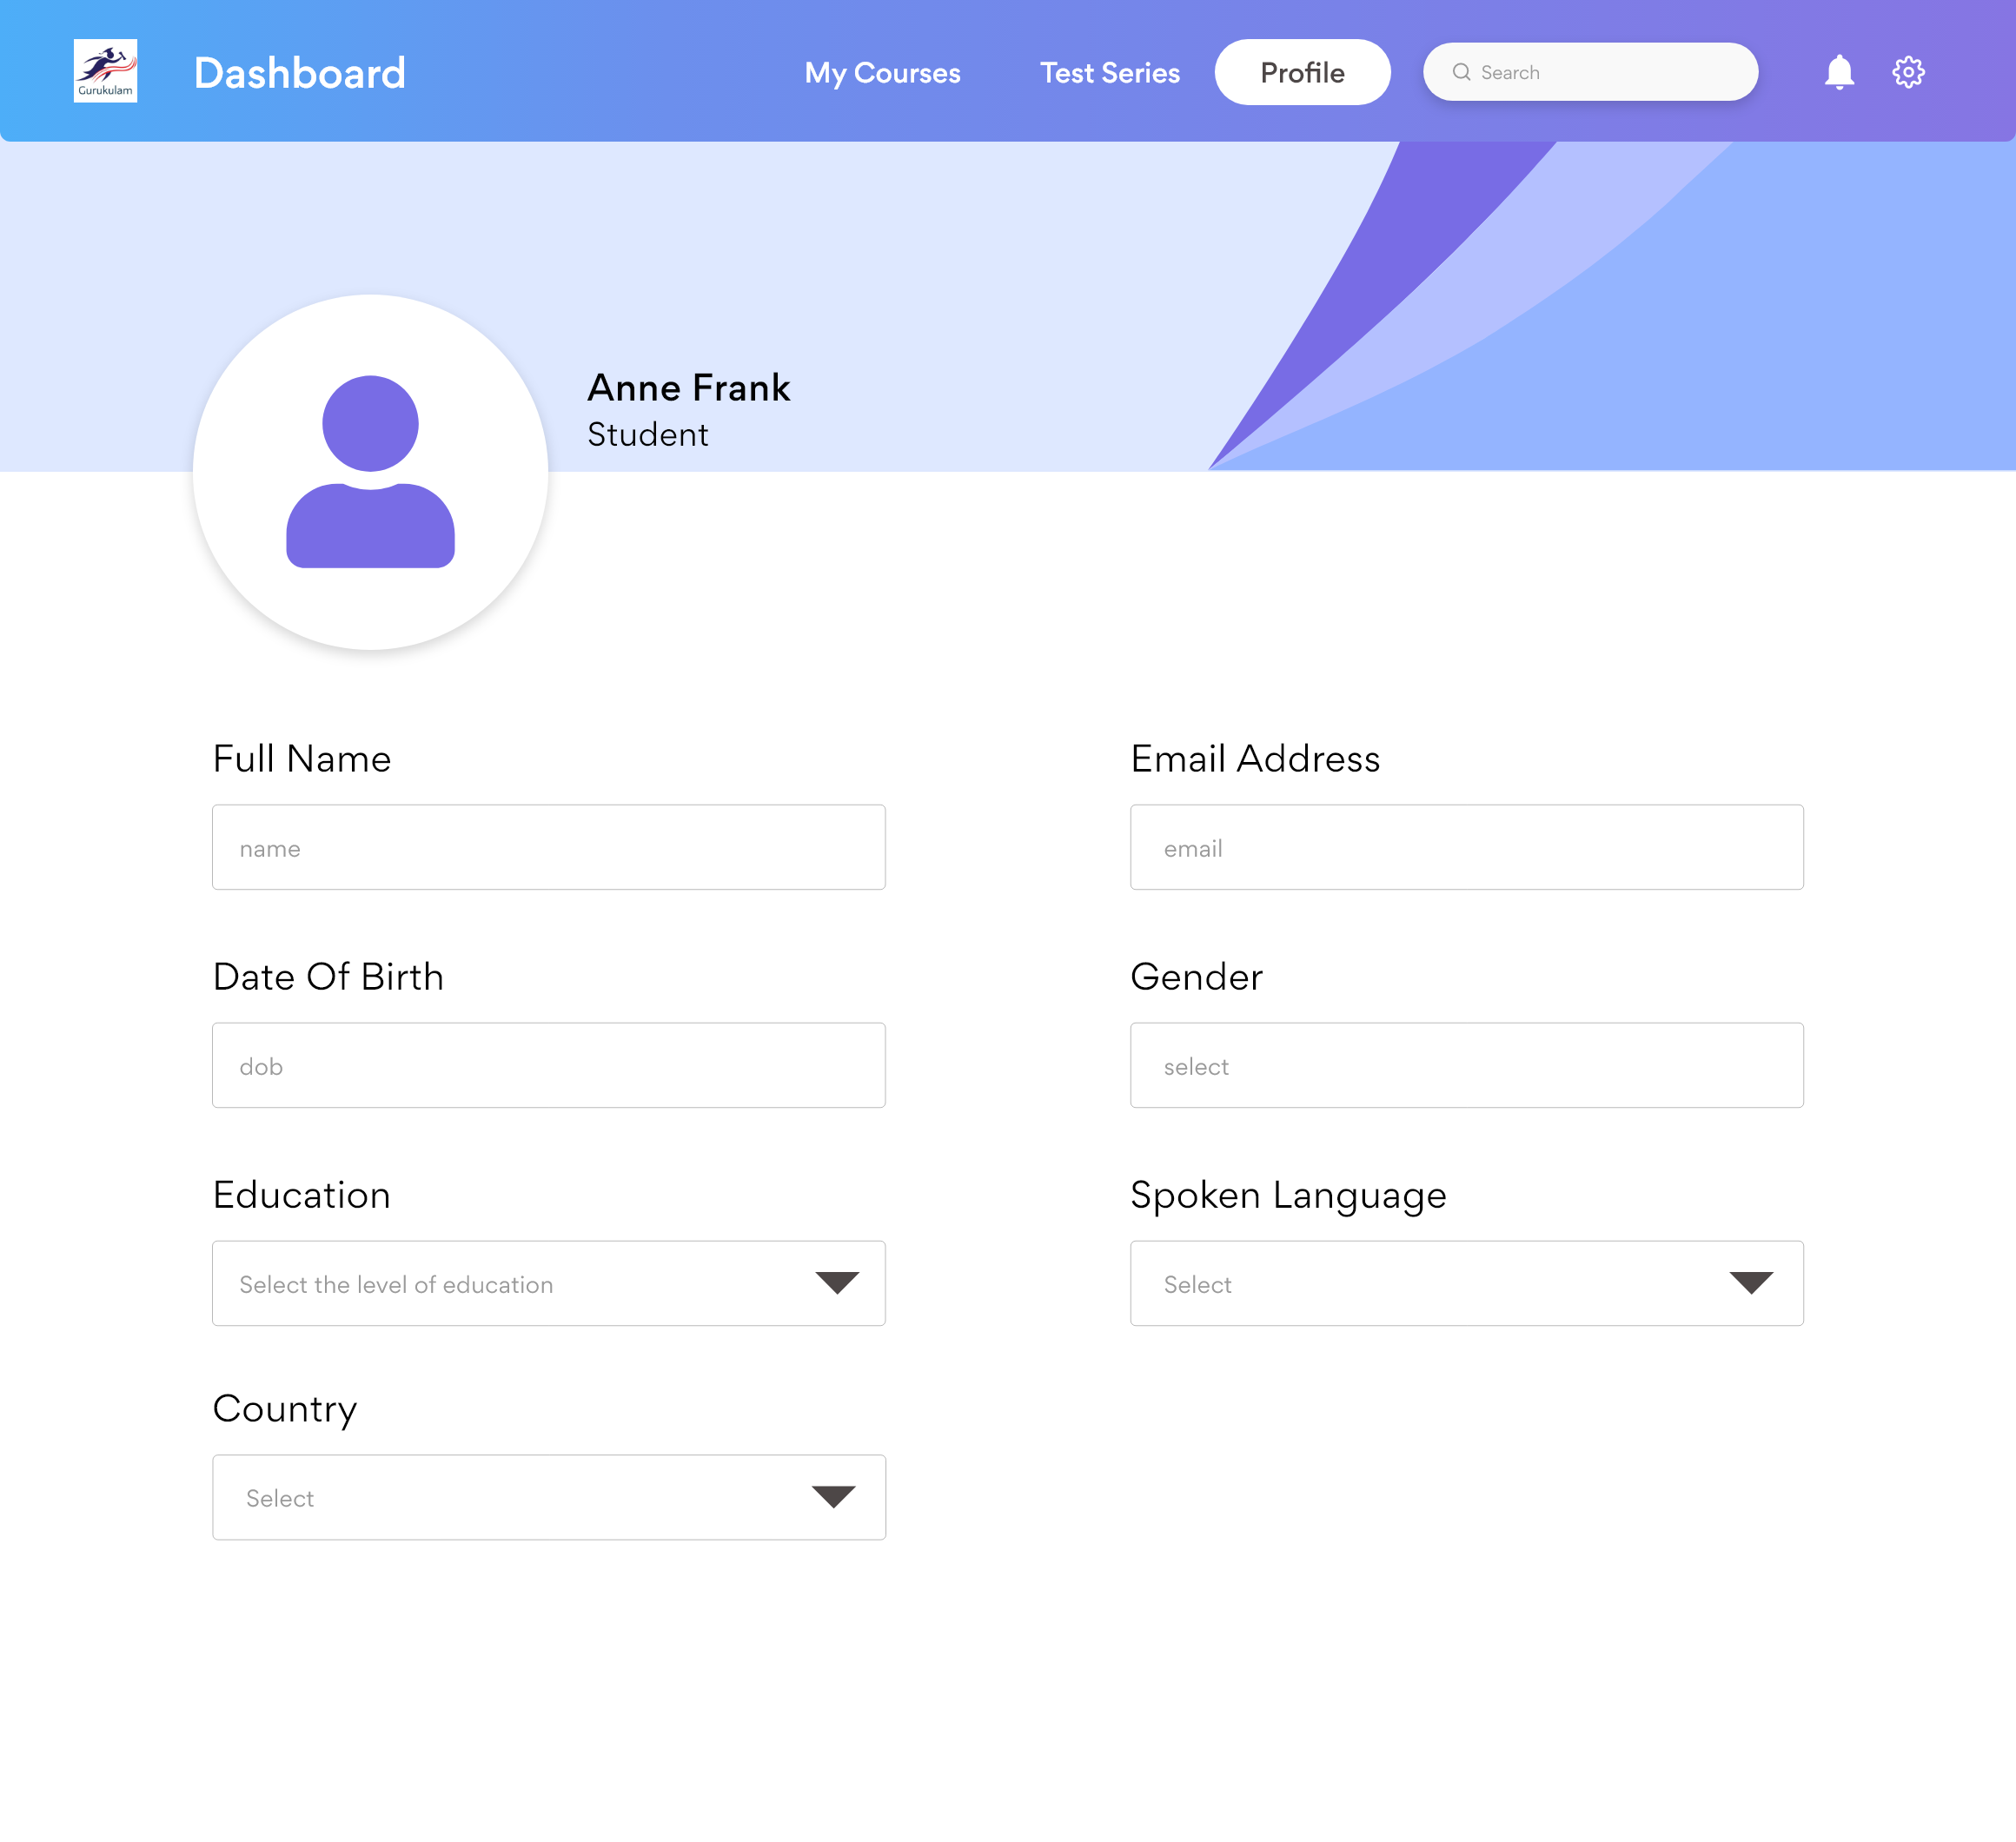 Gurukulam
Dashboard
My Courses
Test Series
Profile
Search
Anne Frank
Student
Full Name
Email Address
name
email
Date Of Birth
Gender
dob
select
Education
Spoken Language
Select the level of education
Select
Country
Select